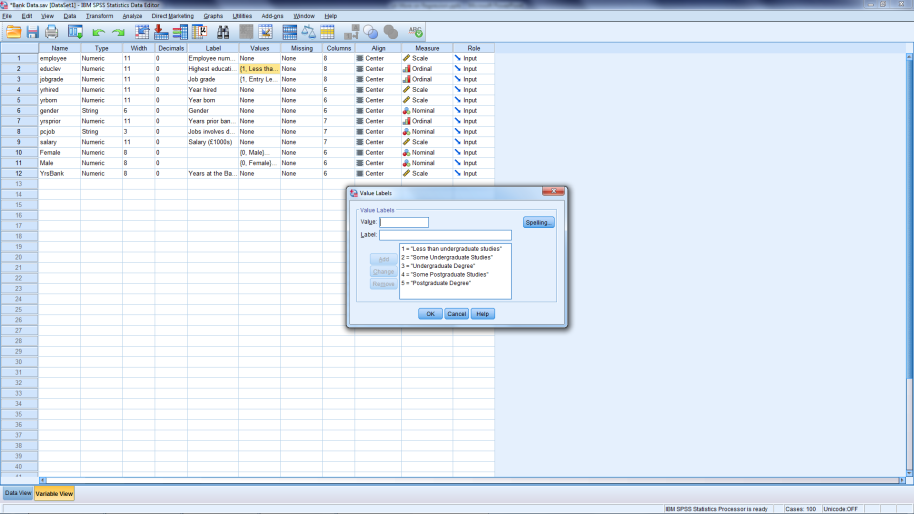 *Bank Data.sav [DataSet1] - IBM SPSS Statistics Data Editor
File Edit View Data Transform Analyze Direct Marketing Graphs Utilities Add-ons Window Help
Name Type Width Decimals Label Values Missing Columns Align Measure Role
1 employee Numeric 11 0 Employee num... None None 8 Center Scale Input
2 educlev Numeric 11 0 Highest educati... {1, Less tha... None 8 Center Ordinal Input
3 jobgrade Numeric 11 0 Job grade {1, Entry Le... None 8 Center Ordinal Input
4 yrhired Numeric 11 0 Year hired None None 6 Center Scale Input
5 yrborn Numeric 11 0 Year born None None 6 Center Scale Input
6 gender String 6 0 Gender None None 6 Center Nominal Input
7 yrsprior Numeric 11 0 Years prior ban... None None 7 Center Ordinal Input
8 pcjob String 3 0 Jobs involves d... None None 7 Center Nominal Input
9 salary Numeric 11 0 Salary (£1000s) None None 7 Center Scale Input
10 Female Numeric 8 0 {0, Male}... None 6 Center Nominal Input
11 Male Numeric 8 0 {0, Female}... None 6 Center Nominal Input
12 YrsBank Numeric 8 0 Years at the Ba... None None 6 Center Scale Input
13
14
15
16
17
18
19
20
21
22
23
24
25
26
27
28
29
30
31
32
33
34
35
36
37
38
39
40
Value Labels
Value Labels
Value:
Spelling...
Label:
Add
Change
Remove
1 = "Less than undergraduate studies"
2 = "Some Undergraduate Studies"
3 = "Undergraduate Degree"
4 = "Some Postgraduate Studies"
5 = "Postgraduate Degree"
OK Cancel Help
Data View Variable View
IBM SPSS Statistics Processor is ready Cases: 100 Unicode:OFF